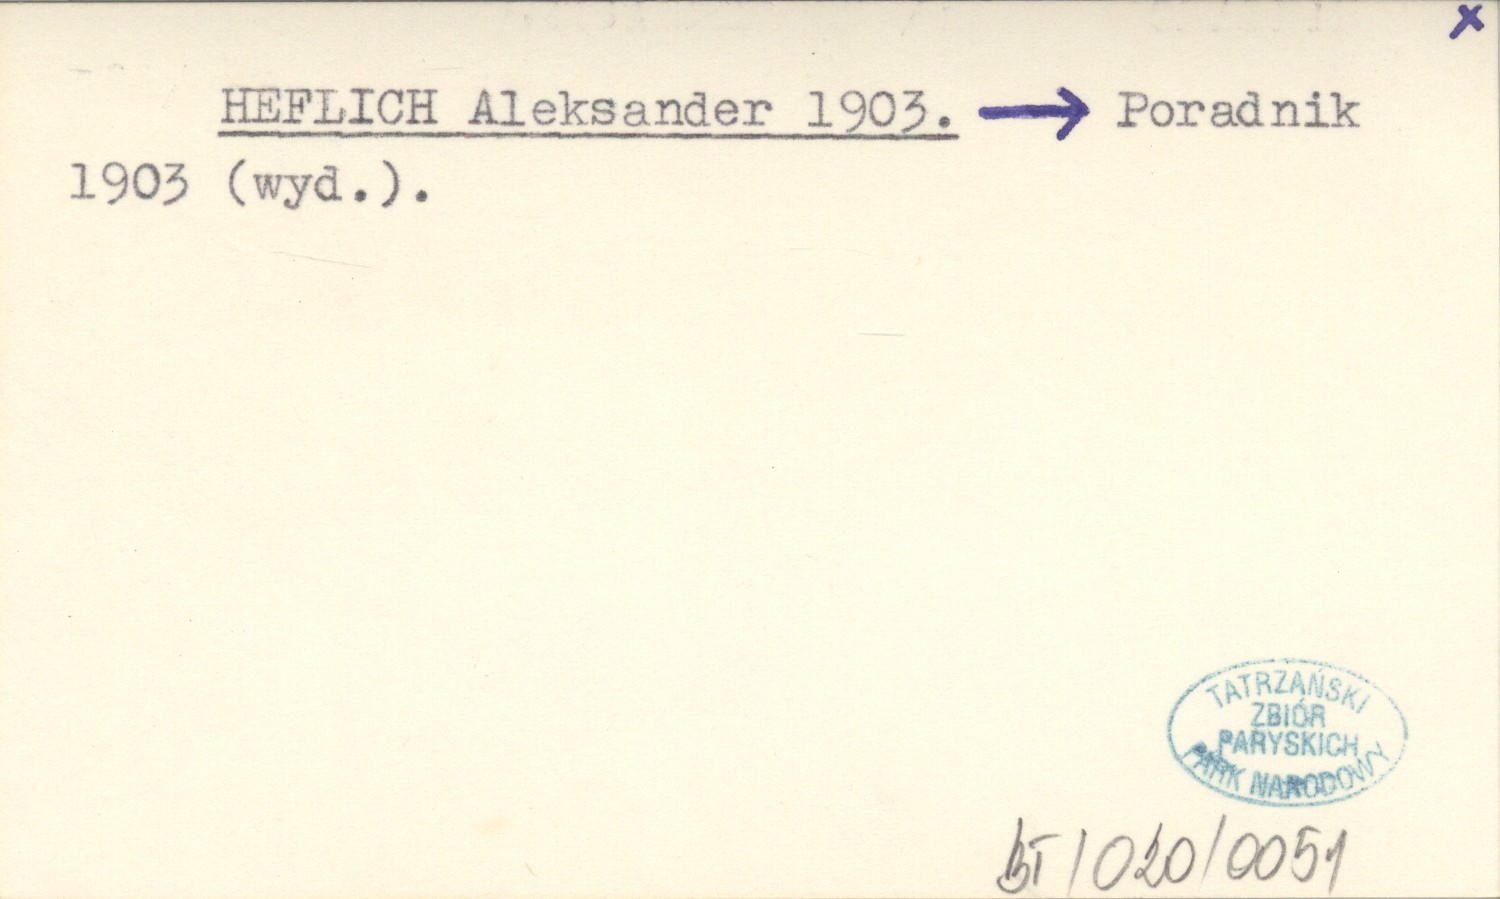 x
HEFLICH Aleksander 1903. → Poradnik
1903 (wyd.).
TATRZAŃSKI
ZBIÓR
PARYSKICH
PARK NARODOWY
BT/020/0051